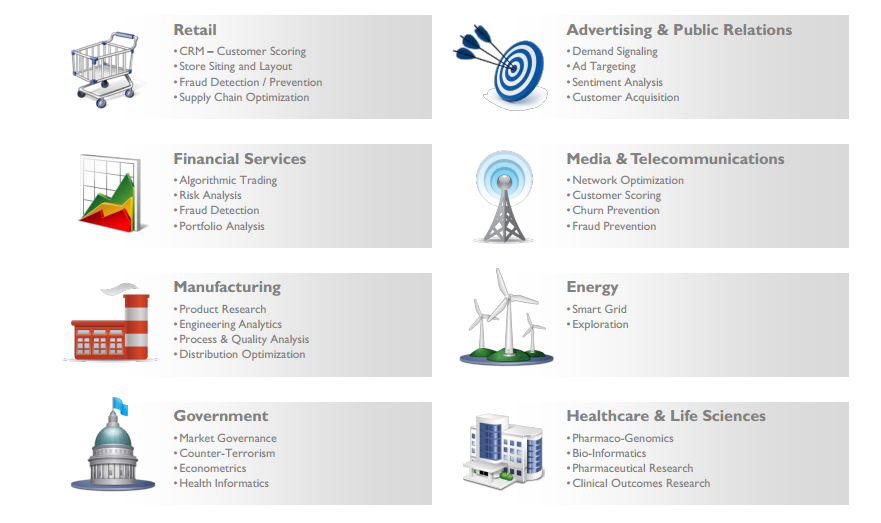 Retail
• CRM – Customer Scoring
• Store Siting and Layout
• Fraud Detection / Prevention
• Supply Chain Optimization
Advertising & Public Relations
• Demand Signaling
• Ad Targeting
• Sentiment Analysis
• Customer Acquisition
Financial Services
• Algorithmic Trading
• Risk Analysis
• Fraud Detection
• Portfolio Analysis
Media & Telecommunications
• Network Optimization
• Customer Scoring
• Churn Prevention
• Fraud Prevention
Manufacturing
• Product Research
• Engineering Analytics
• Process & Quality Analysis
• Distribution Optimization
Energy
• Smart Grid
• Exploration
Government
• Market Governance
• Counter-Terrorism
• Econometrics
• Health Informatics
Healthcare & Life Sciences
• Pharmaco-Genomics
• Bio-Informatics
• Pharmaceutical Research
• Clinical Outcomes Research